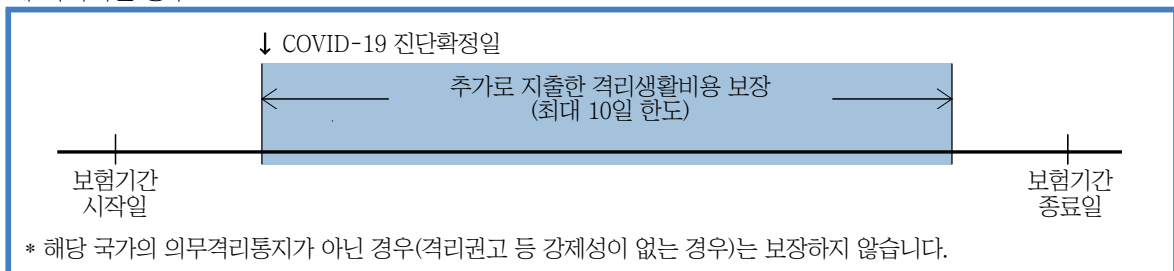 ↓ COVID-19 진단확정일
추가로 지출한 격리생활비용 보장
(최대 10일 한도)
보험기간
시작일
보험기간
종료일
* 해당 국가의 의무격리통지가 아닌 경우(격리권고 등 강제성이 없는 경우)는 보장하지 않습니다.